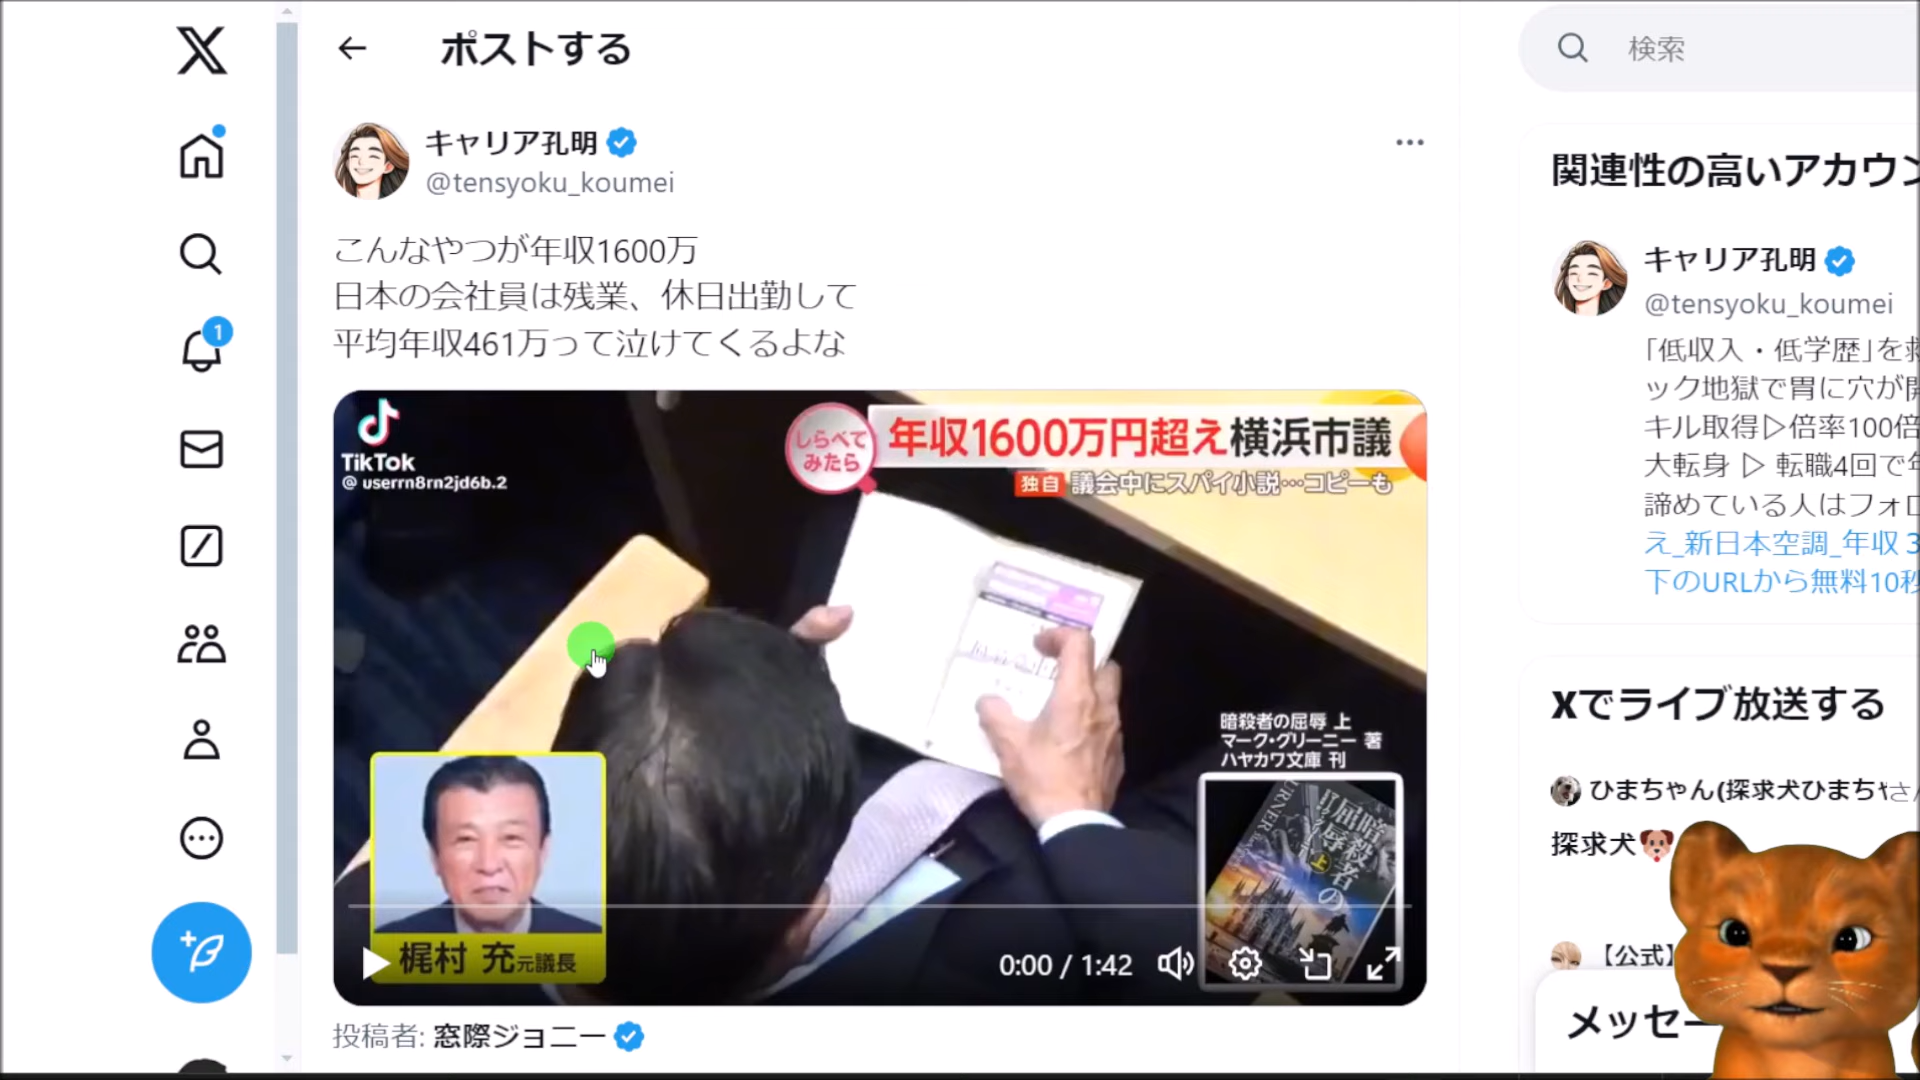 ポストする
検索
キャリア孔明
@tensyoku_koumei
こんなやつが年収1600万
日本の会社員は残業、休日出勤して
平均年収461万って泣けてくるよな
TikTok
@ userrn8rn2jd6b.2
しらべて
みたら
年収1600万円超え横浜市議
独自 議会中にスパイ小説…コピーも
暗殺者の屈辱 上
マーク・グリーニー 著
ハヤカワ文庫 刊
暗殺者の
屈辱
上
梶村 充元議長
0:00 / 1:42
投稿者: 窓際ジョニー
1
関連性の高いアカウン
キャリア孔明
@tensyoku_koumei
「低収入・低学歴」を救
ック地獄で胃に穴が開
キル取得▷倍率100倍
大転身 ▷ 転職4回で年
諦めている人はフォロ
え_新日本空調_年収3
下のURLから無料10秒
Xでライブ放送する
ひまちゃん(探求犬ひまちゃ
探求犬
【公式】
メッセー